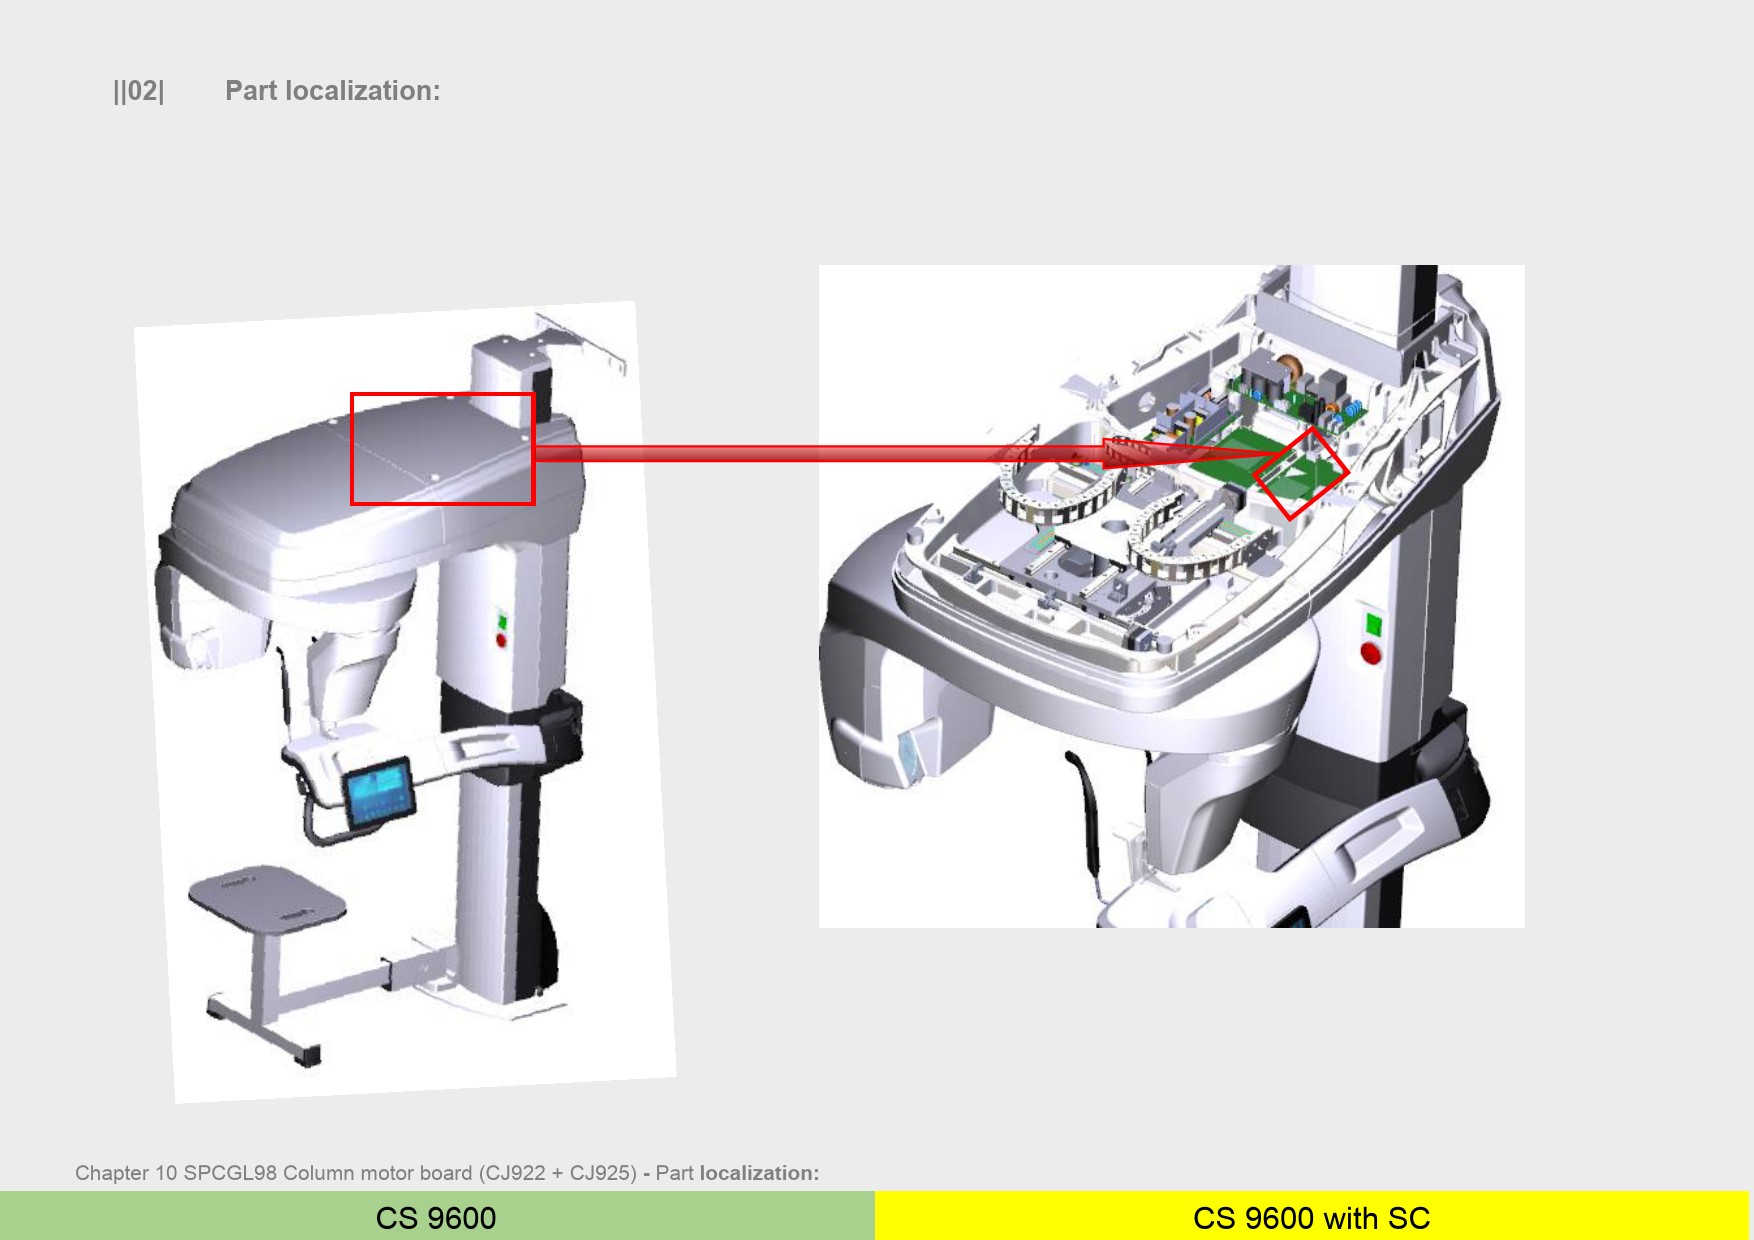 ||02| Part localization:
Chapter 10 SPCGL98 Column motor board (CJ922 + CJ925) - Part localization:
CS 9600
CS 9600 with SC